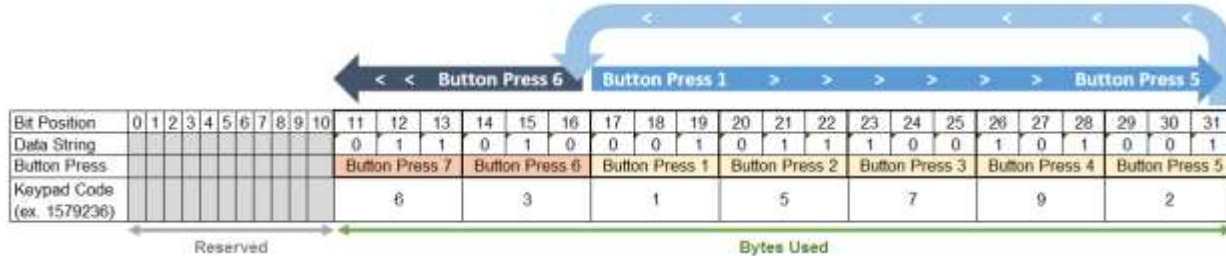 < < < < < < <
< < Button Press 6 Button Press 1 > > > > > > Button Press 5
Bit Position 0 1 2 3 4 5 6 7 8 9 10 11 12 13 14 15 16 17 18 19 20 21 22 23 24 25 26 27 28 29 30 31
Data String 0 1 1 0 1 0 0 0 1 0 1 1 1 0 0 1 0 1 0 0 1
Button Press Button Press 7 Button Press 6 Button Press 1 Button Press 2 Button Press 3 Button Press 4 Button Press 5
Keypad Code
(ex. 1579236) 6 3 1 5 7 9 2
Reserved Bytes Used